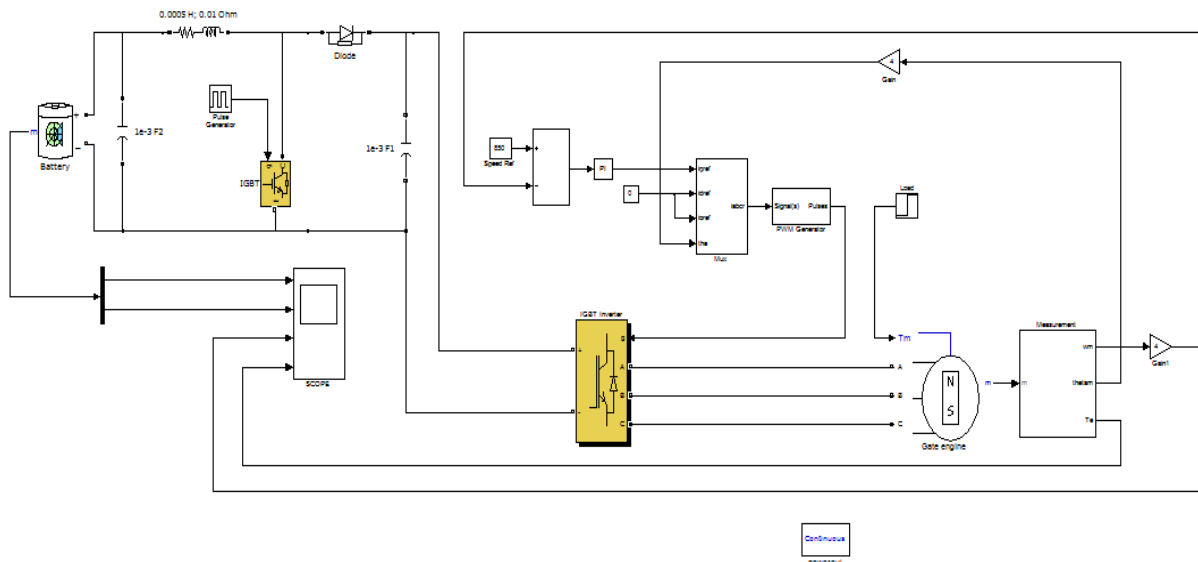 0.0005 H; 0.01 Ohm
Diode
4
Gain
Pulse
Generator
+
m
-
Battery
1e-3 F2
1e-3 F1
IGBT
g
C
Speed Ref
+
-
PI
0
iqref
idref
ioref
the
iabcr
Mux
Signal(s)
Pulses
PWM Generator
Load
SCOPE
IGBT Inverter
+
-
g
A
B
C
Tm
A
B
C
N
S
m
Gate engine
Measurement
m
wm
thetam
Te
4
Gain1
Continuous